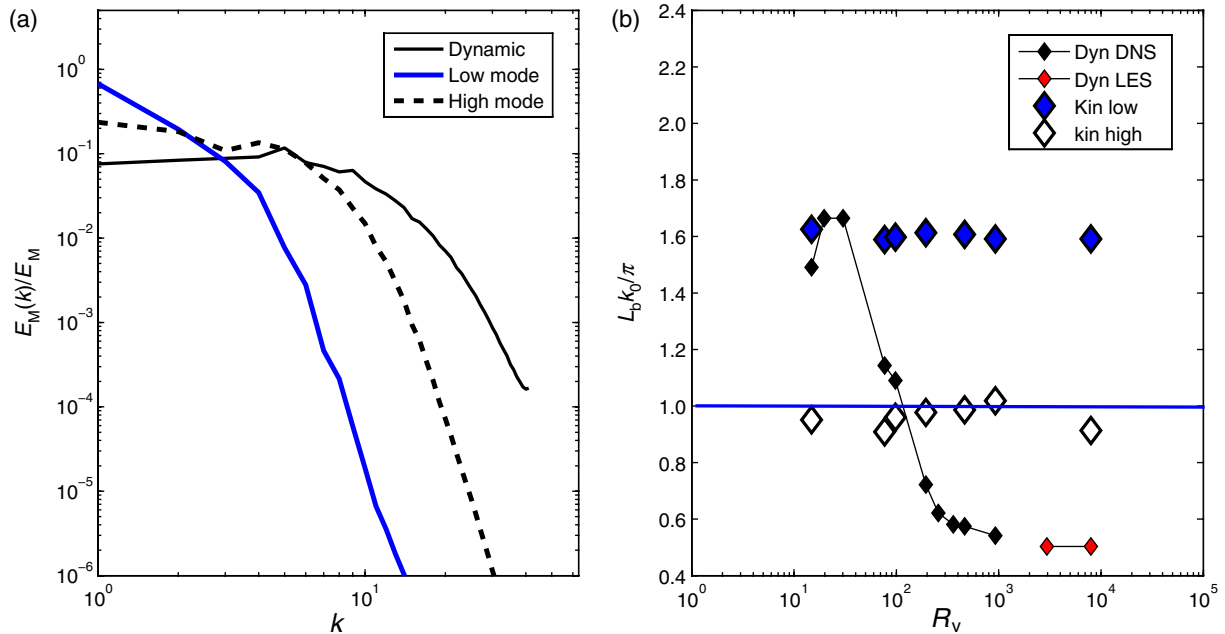 (a)
Dynamic
Low mode
High mode
10^0
10^-1
10^-2
10^-3
10^-4
10^-5
10^-6
E_M(k)/E_M
10^0
10^1
k
(b)
Dyn DNS
Dyn LES
Kin low
kin high
2.4
2.2
2.0
1.8
1.6
1.4
1.2
1.0
0.8
0.6
0.4
L_b k_0/π
10^0
10^1
10^2
10^3
10^4
10^5
R_v